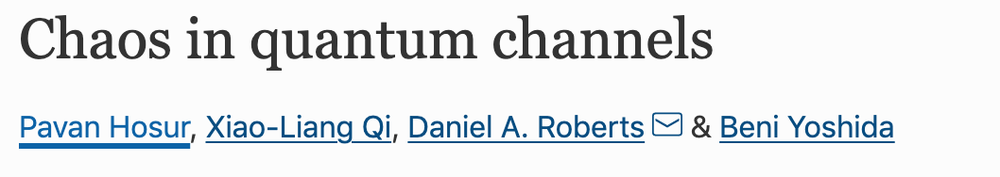 Chaos in quantum channels
Pavan Hosur, Xiao-Liang Qi, Daniel A. Roberts & Beni Yoshida